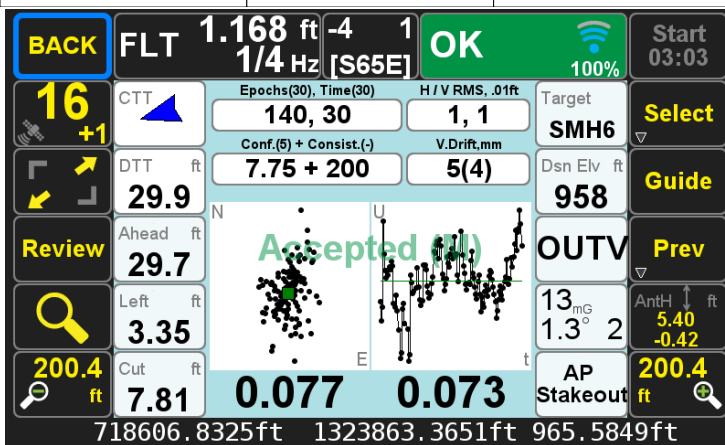 BACK
FLT 1.168 ft
1/4 Hz
-4 1
[S65E]
OK
100%
Start
03:03
16
+1
CTT
Epochs(30), Time(30)
140, 30
H / V RMS, .01ft
1, 1
Target
SMH6
Select
Conf.(5) + Consist.(-)
7.75 + 200
V.Drift,mm
5(4)
DTT ft
29.9
Dsn Elv ft
958
Guide
Review
Ahead ft
29.7
N
U
Accepted (M)
E
t
OUTV
Prev
Left ft
3.35
13mG
1.3° 2
AntH ft
5.40
-0.42
200.4
ft
Cut ft
7.81
0.077
0.073
AP
Stakeout
200.4
ft
718606.8325ft 1323863.3651ft 965.5849ft